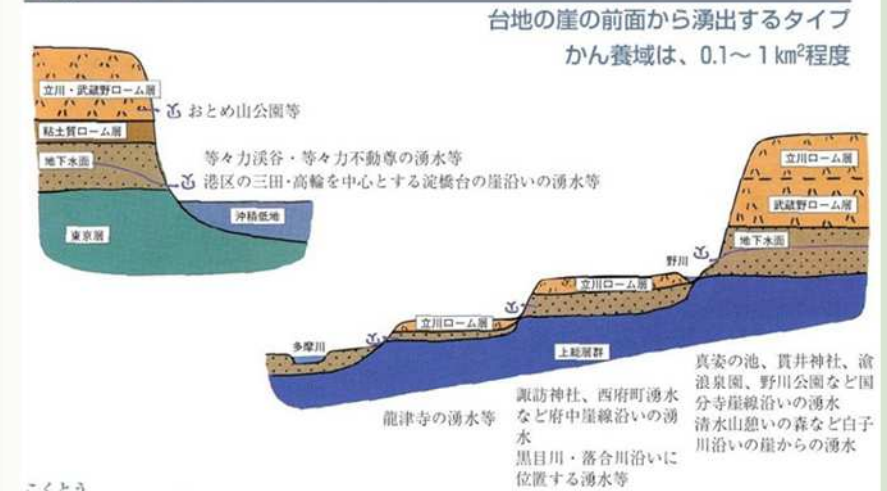 台地の崖の前面から湧出するタイプ
かん養域は、0.1〜1km²程度
立川・武蔵野ローム層
おとめ山公園等
粘土質ローム層
地下水面
等々力渓谷・等々力不動尊の湧水等
港区の三田・高輪を中心とする淀橋台の崖沿いの湧水等
沖積低地
東京層
立川ローム層
武蔵野ローム層
地下水面
野川
立川ローム層
立川ローム層
多摩川
上総層群
龍津寺の湧水等
諏訪神社、西府町湧水
など府中崖線沿いの湧
水
黒目川・落合川沿いに
位置する湧水等
真姿の池、貫井神社、滄
浪泉園、野川公園など国
分寺崖線沿いの湧水
清水山憩いの森など白子
川沿いの崖からの湧水
こくとう